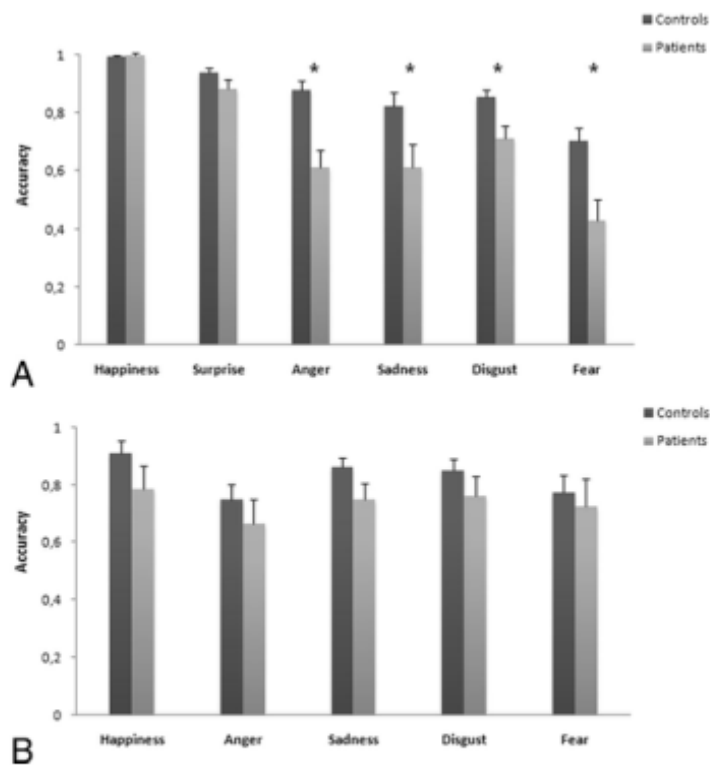 Controls
Patients
Accuracy
1
0,8
0,6
0,4
0,2
0
* * * *
Happiness Surprise Anger Sadness Disgust Fear
A
Controls
Patients
Accuracy
1
0,8
0,6
0,4
0,2
0
Happiness Anger Sadness Disgust Fear
B